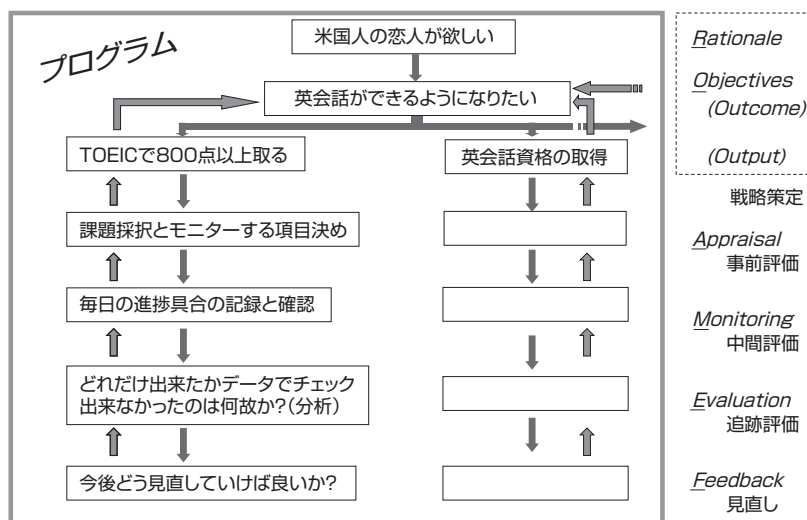 プログラム
米国人の恋人が欲しい
英会話ができるようになりたい
TOEICで800点以上取る
英会話資格の取得
課題採択とモニターする項目決め
毎日の進捗具合の記録と確認
どれだけ出来たかデータでチェック
出来なかったのは何故か?(分析)
今後どう見直していけば良いか?
Rationale
Objectives
(Outcome)
(Output)
戦略策定
Appraisal
事前評価
Monitoring
中間評価
Evaluation
追跡評価
Feedback
見直し